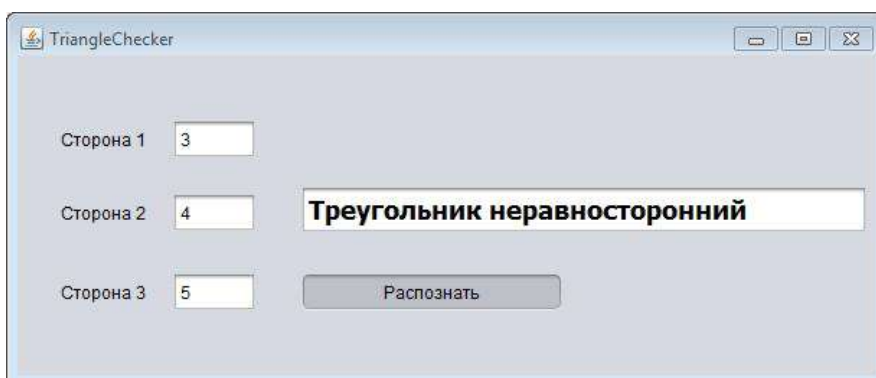 TriangleChecker
Сторона 1 3
Сторона 2 4 Треугольник неравносторонний
Сторона 3 5 Распознать